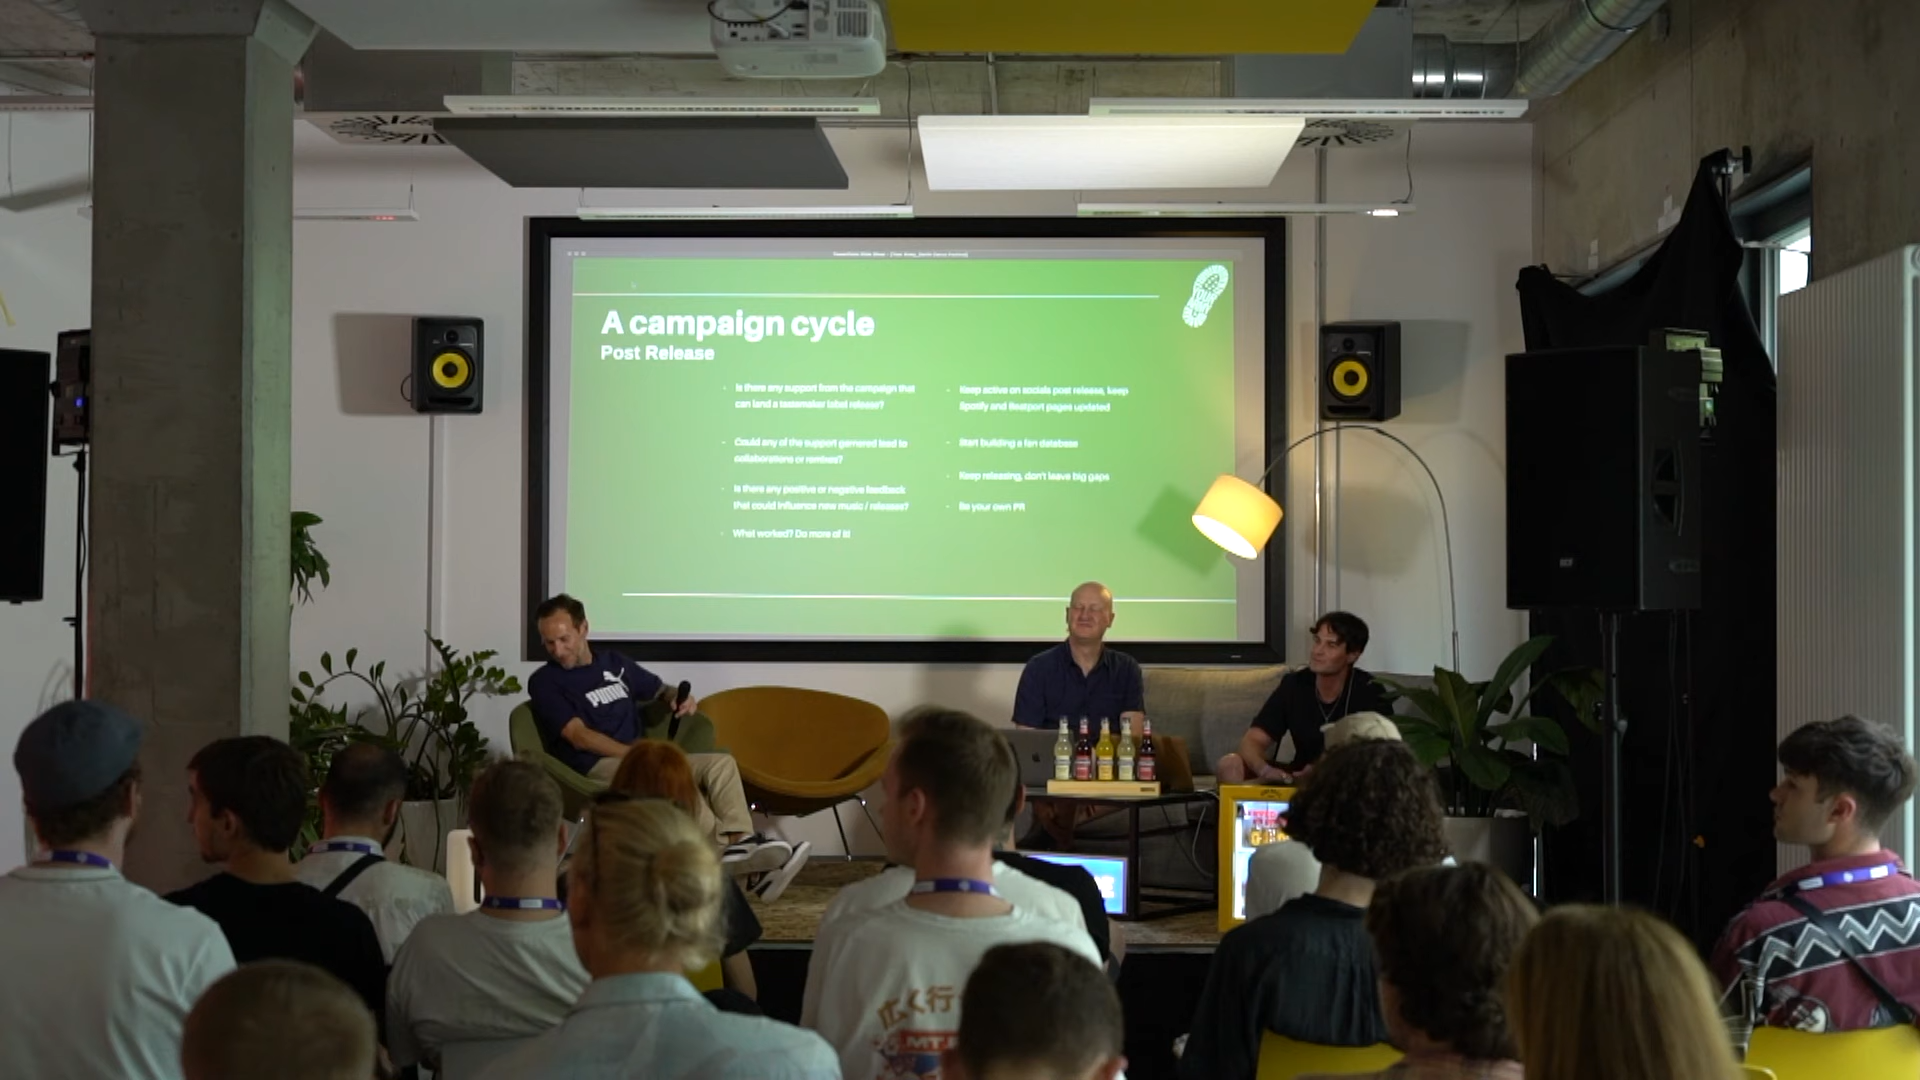 A campaign cycle
Post Release
Is there any support from the campaign that
can land a tastemaker label release?
Could any of the support garnered lead to
collaborations or remixes?
Is there any positive or negative feedback
that could influence new music / releases?
What worked? Do more of it!
Keep active on socials post release, keep
Spotify and Beatport pages updated
Start building a fan database
Keep releasing, don't leave big gaps
Be your own PR
PUMA
広く行